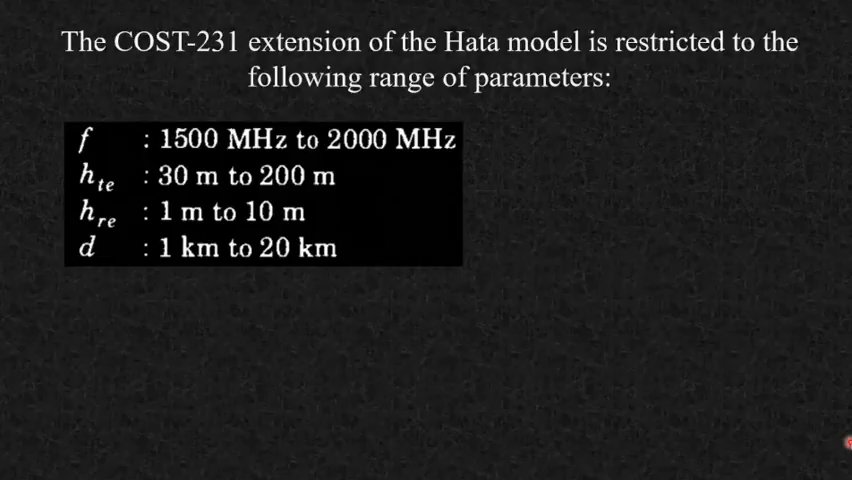 The COST-231 extension of the Hata model is restricted to the
following range of parameters:
f : 1500 MHz to 2000 MHz
hte : 30 m to 200 m
hre : 1 m to 10 m
d : 1 km to 20 km